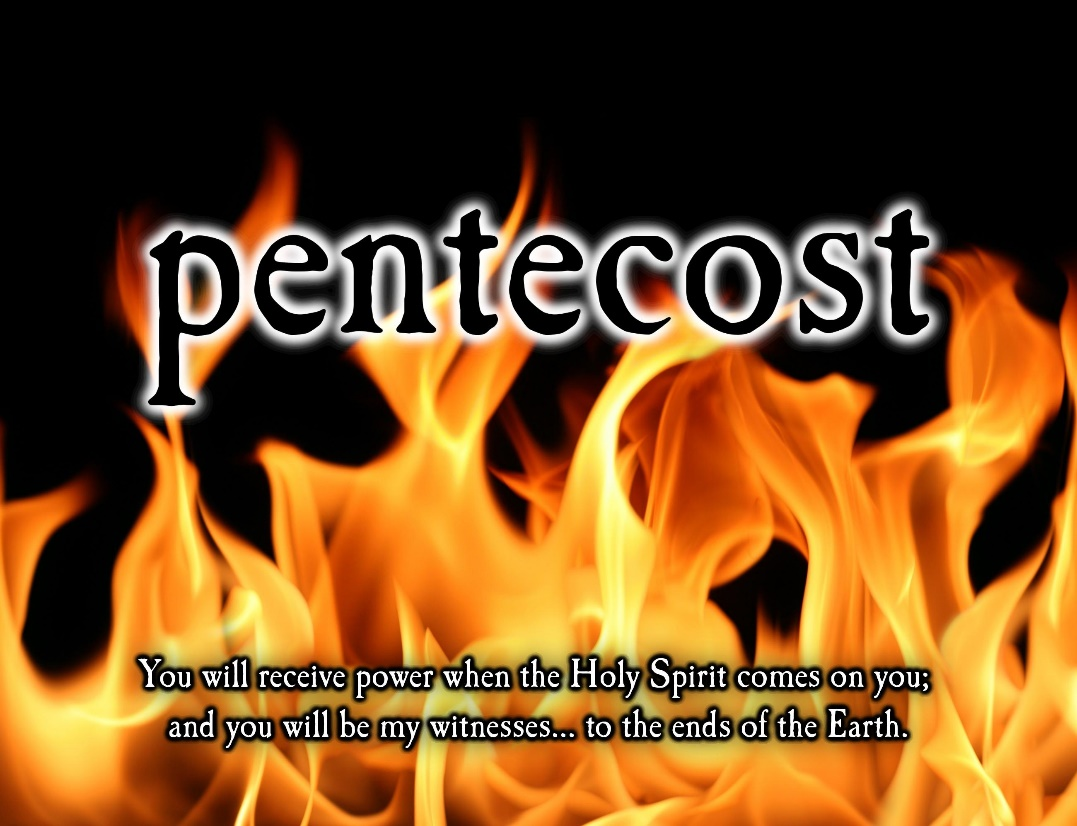 pentecost
You will receive power when the Holy Spirit comes on you;
and you will be my witnesses... to the ends of the Earth.